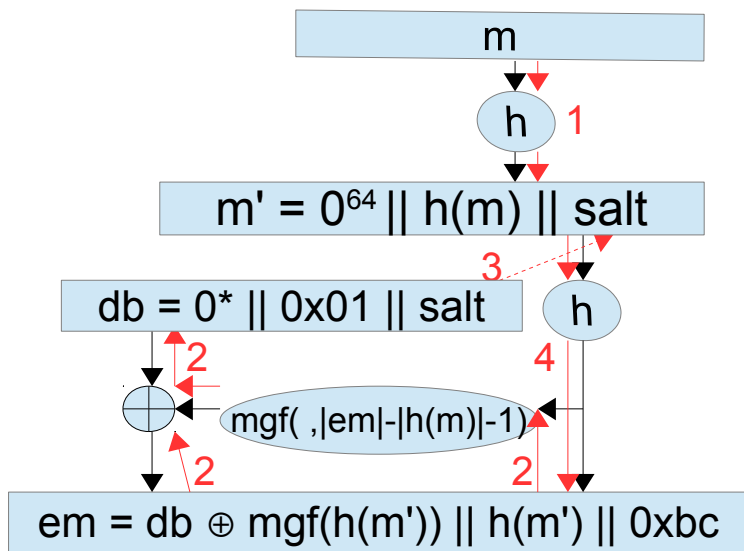 m
h
1
m' = 0⁶⁴ || h(m) || salt
3
db = 0* || 0x01 || salt
h
2
4
mgf( ,|em|-|h(m)|-1)
2
2
em = db ⊕ mgf(h(m')) || h(m') || 0xbc